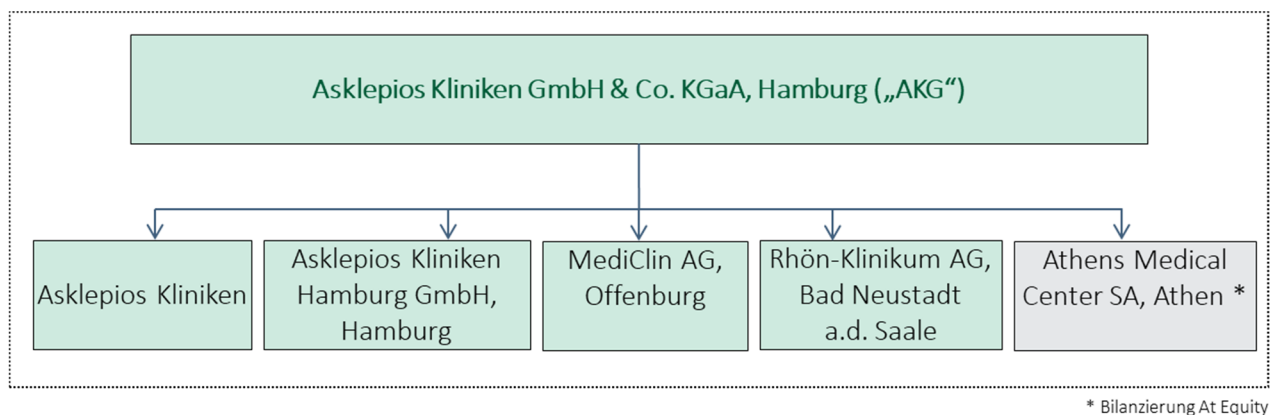 Asklepios Kliniken GmbH & Co. KGaA, Hamburg („AKG“)
Asklepios Kliniken
Asklepios Kliniken
Hamburg GmbH,
Hamburg
MediClin AG,
Offenburg
Rhön-Klinikum AG,
Bad Neustadt
a.d. Saale
Athens Medical
Center SA, Athen *
* Bilanzierung At Equity